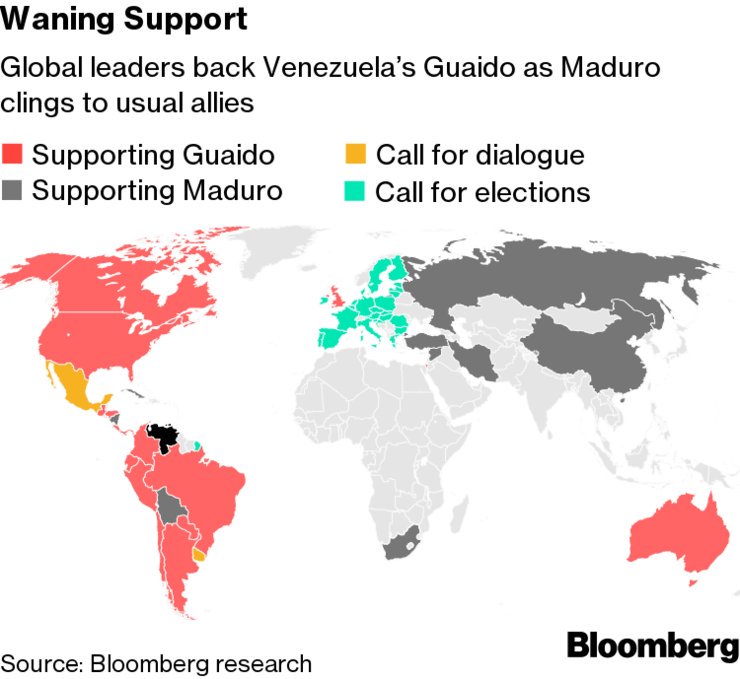 Waning Support
Global leaders back Venezuela's Guaido as Maduro
clings to usual allies
Supporting Guaido
Call for dialogue
Supporting Maduro
Call for elections
Bloomberg
Source: Bloomberg research